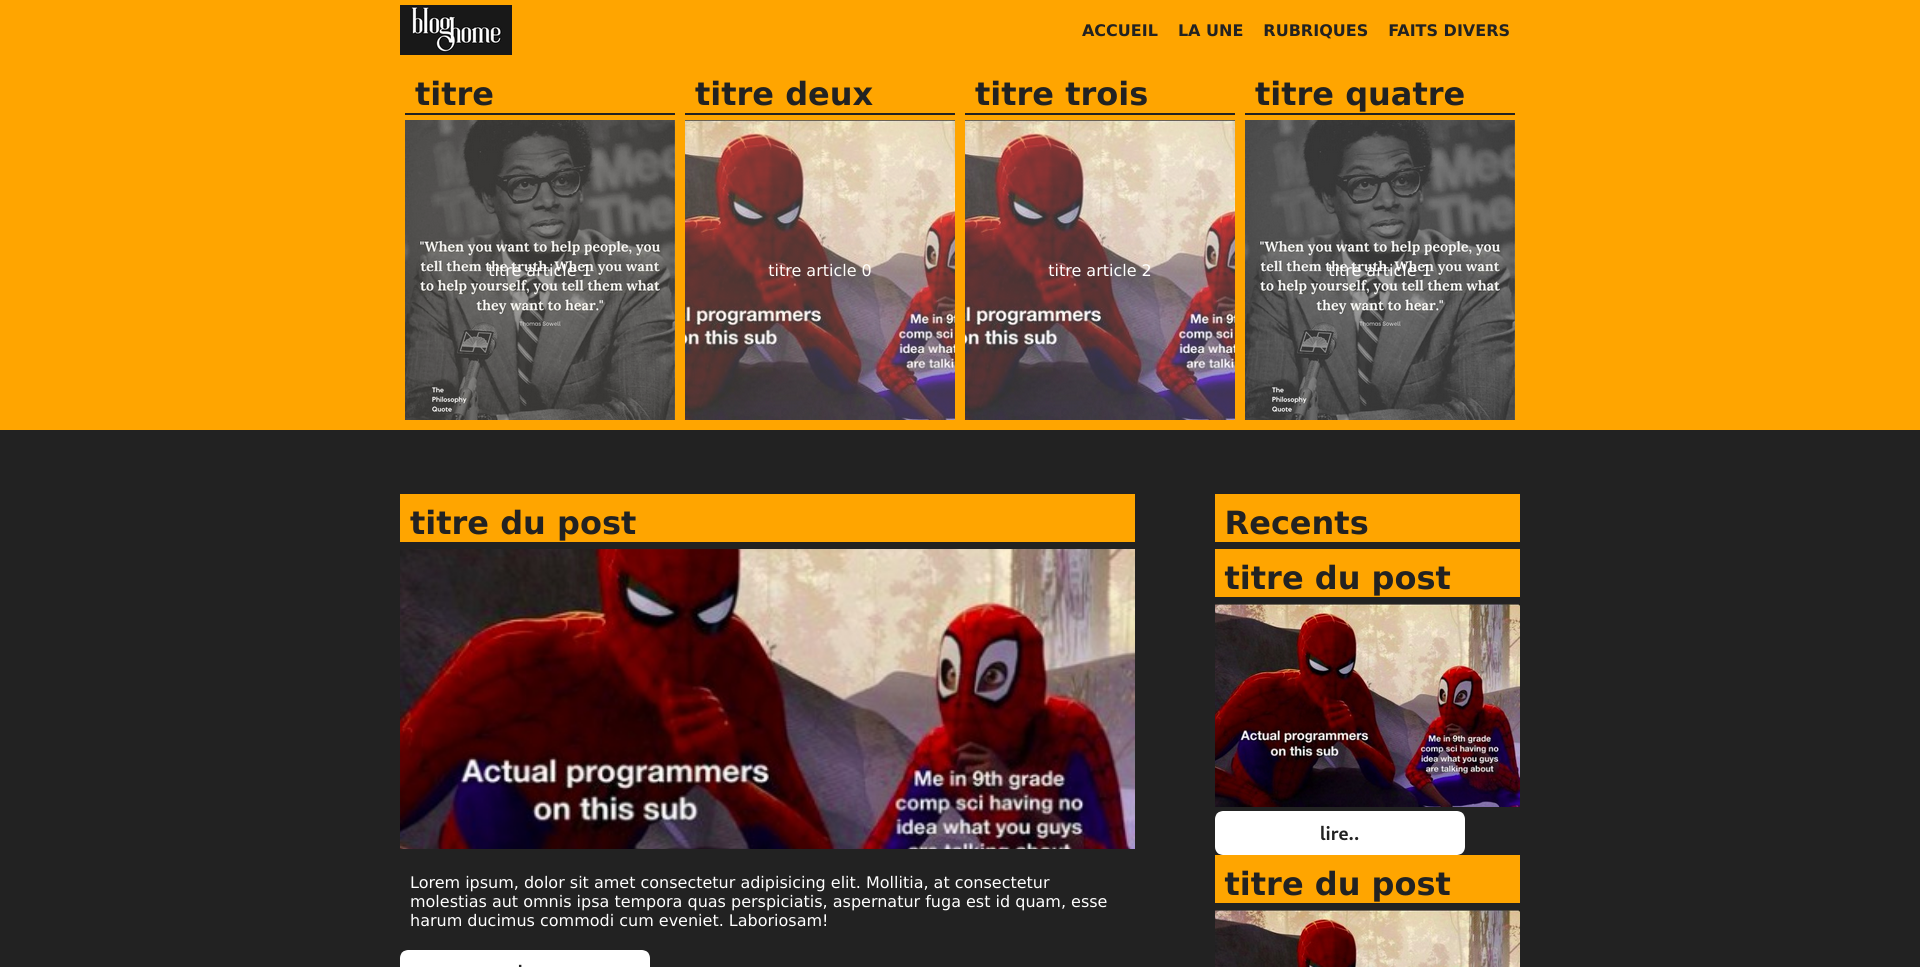 blog
home
ACCUEIL LA UNE RUBRIQUES FAITS DIVERS
titre
titre deux
titre trois
titre quatre
"When you want to help people, you
tell them the truth. When you want
to help yourself, you tell them what
they want to hear."
Thomas Sowell
titre article 1
The
Philosophy
Quote
titre article 0
l programmers
on this sub
Me in 9t
comp sci
idea what
are talki
titre article 2
l programmers
on this sub
Me in 9t
comp sci
idea what
are talki
"When you want to help people, you
tell them the truth. When you want
to help yourself, you tell them what
they want to hear."
Thomas Sowell
titre article 1
The
Philosophy
Quote
titre du post
Actual programmers
on this sub
Me in 9th grade
comp sci having no
idea what you guys
are talking about
Lorem ipsum, dolor sit amet consectetur adipisicing elit. Mollitia, at consectetur
molestias aut omnis ipsa tempora quas perspiciatis, aspernatur fuga est id quam, esse
harum ducimus commodi cum eveniet. Laboriosam!
Recents
titre du post
Actual programmers
on this sub
Me in 9th grade
comp sci having no
idea what you guys
are talking about
lire..
titre du post